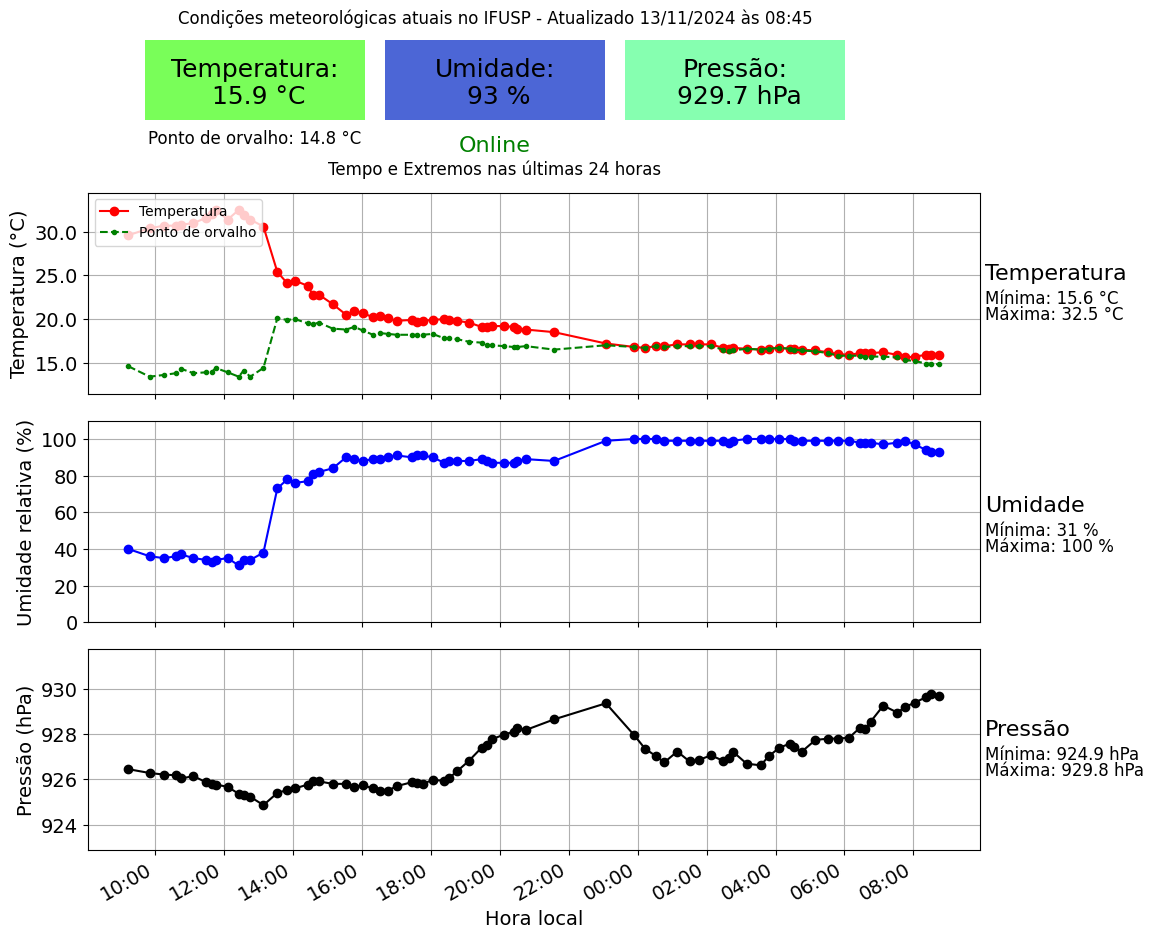 Condições meteorológicas atuais no IFUSP - Atualizado 13/11/2024 às 08:45
Temperatura:
15.9 °C
Umidade:
93 %
Pressão:
929.7 hPa
Ponto de orvalho: 14.8 °C
Online
Tempo e Extremos nas últimas 24 horas
Temperatura (°C)
30.0
25.0
20.0
15.0
Temperatura
Ponto de orvalho
Temperatura
Mínima: 15.6 °C
Máxima: 32.5 °C
Umidade relativa (%)
100
80
60
40
20
0
Umidade
Mínima: 31 %
Máxima: 100 %
Pressão (hPa)
930
928
926
924
Pressão
Mínima: 924.9 hPa
Máxima: 929.8 hPa
10:00 12:00 14:00 16:00 18:00 20:00 22:00 00:00 02:00 04:00 06:00 08:00
Hora local